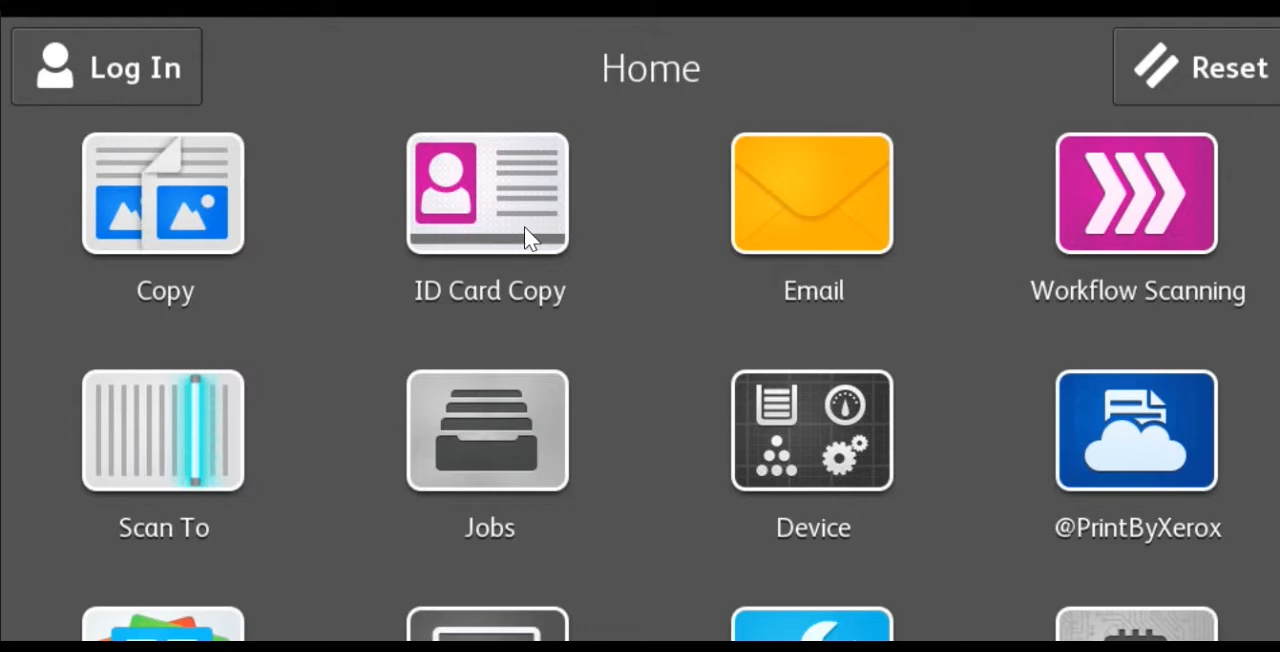 Log In
Home
Reset
Copy
ID Card Copy
Email
Workflow Scanning
Scan To
Jobs
Device
@PrintByXerox